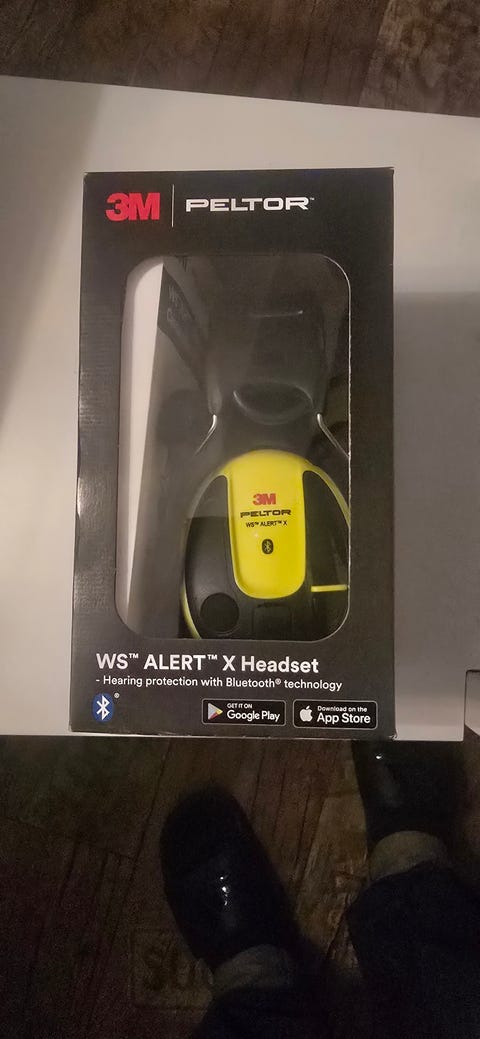 3M | PELTOR™
3M
PELTOR
WS™ ALERT™ X
WS™ ALERT™ X Headset
- Hearing protection with Bluetooth® technology
®
GET IT ON
Google Play
Download on the
App Store